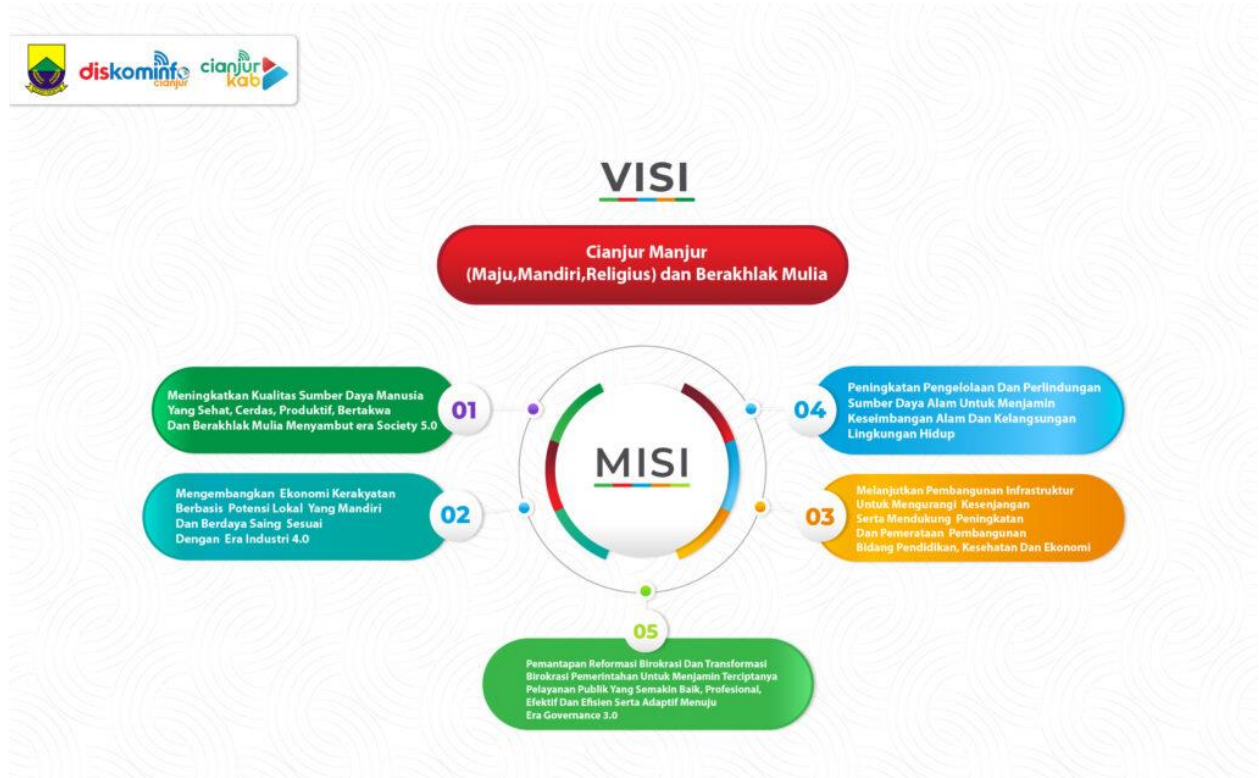 diskominfo
cianjur
cianjur
kab
VISI
Cianjur Manjur
(Maju,Mandiri,Religius) dan Berakhlak Mulia
MISI
01
Meningkatkan Kualitas Sumber Daya Manusia
Yang Sehat, Cerdas, Produktif, Bertakwa
Dan Berakhlak Mulia Menyambut era Society 5.0
02
Mengembangkan Ekonomi Kerakyatan
Berbasis Potensi Lokal Yang Mandiri
Dan Berdaya Saing Sesuai
Dengan Era Industri 4.0
04
Peningkatan Pengelolaan Dan Perlindungan
Sumber Daya Alam Untuk Menjamin
Keseimbangan Alam Dan Kelangsungan
Lingkungan Hidup
03
Melanjutkan Pembangunan Infrastruktur
Untuk Mengurangi Kesenjangan
Serta Mendukung Peningkatan
Dan Pemerataan Pembangunan
Bidang Pendidikan, Kesehatan Dan Ekonomi
05
Pemantapan Reformasi Birokrasi Dan Transformasi
Birokrasi Pemerintahan Untuk Menjamin Terciptanya
Pelayanan Publik Yang Semakin Baik, Profesional,
Efektif Dan Efisien Serta Adaptif Menuju
Era Governance 3.0